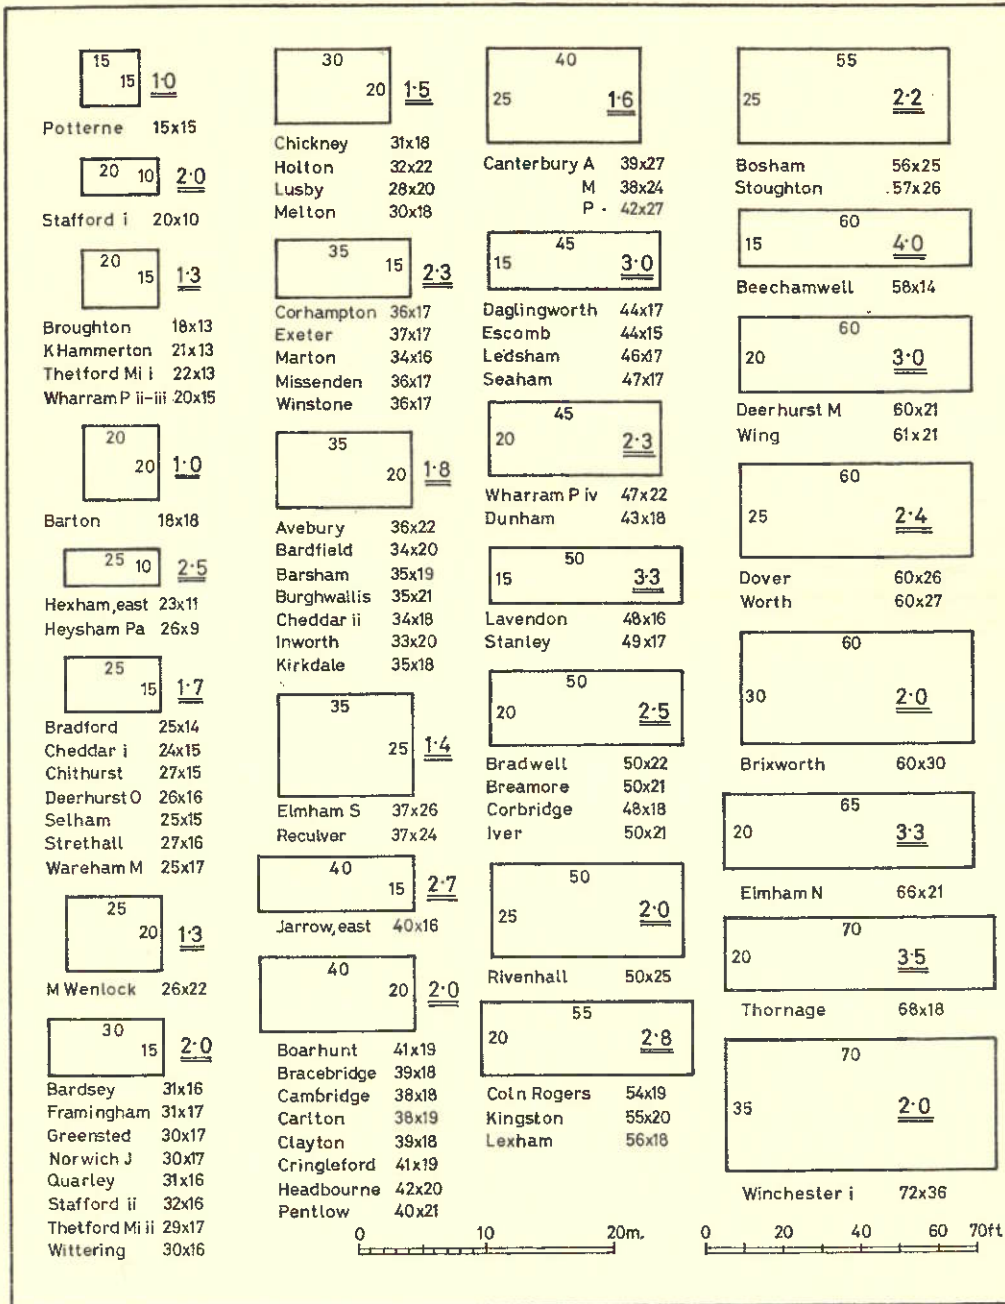 15
15 1·0
Potterne 15x15
20 10 2·0
Stafford i 20x10
20
15 1·3
Broughton 18x13
K Hammerton 21x13
Thetford Mi i 22x13
Wharram P ii-iii 20x15
20
20 1·0
Barton 18x18
25 10 2·5
Hexham, east 23x11
Heysham Pa 26x9
25
15 1·7
Bradford 25x14
Cheddar i 24x15
Chithurst 27x15
Deerhurst O 26x16
Selham 25x15
Strethall 27x16
Wareham M 25x17
25
20 1·3
M Wenlock 26x22
30
15 2·0
Bardsey 31x16
Framingham 31x17
Greensted 30x17
Norwich J 30x17
Quarley 31x16
Stafford ii 32x16
Thetford Mi ii 29x17
Wittering 30x16
30
20 1·5
Chickney 31x18
Holton 32x22
Lusby 28x20
Melton 30x18
35
15 2·3
Corhampton 36x17
Exeter 37x17
Marton 34x16
Missenden 36x17
Winstone 36x17
35
20 1·8
Avebury 36x22
Bardfield 34x20
Barsham 35x19
Burghwallis 35x21
Cheddar ii 34x18
Inworth 33x20
Kirkdale 35x18
35
25 1·4
Elmham S 37x26
Reculver 37x24
40
15 2·7
Jarrow, east 40x16
40
20 2·0
Boarhunt 41x19
Bracebridge 39x18
Cambridge 38x18
Carlton 38x19
Clayton 39x18
Cringleford 41x19
Headbourne 42x20
Pentlow 40x21
40
25 1·6
Canterbury A 39x27
M 38x24
P · 42x27
45
15 3·0
Daglingworth 44x17
Escomb 44x15
Ledsham 46x17
Seaham 47x17
45
20 2·3
Wharram P iv 47x22
Dunham 43x18
50
15 3·3
Lavendon 48x16
Stanley 49x17
50
20 2·5
Bradwell 50x22
Breamore 50x21
Corbridge 48x18
Iver 50x21
50
25 2·0
Rivenhall 50x25
55
20 2·8
Coln Rogers 54x19
Kingston 55x20
Lexham 56x18
55
25 2·2
Bosham 56x25
Stoughton 57x26
60
15 4·0
Beechamwell 58x14
60
20 3·0
Deerhurst M 60x21
Wing 61x21
60
25 2·4
Dover 60x26
Worth 60x27
60
30 2·0
Brixworth 60x30
65
20 3·3
Elmham N 66x21
70
20 3·5
Thornage 68x18
70
35 2·0
Winchester i 72x36
0 10 20m.
0 20 40 60 70ft